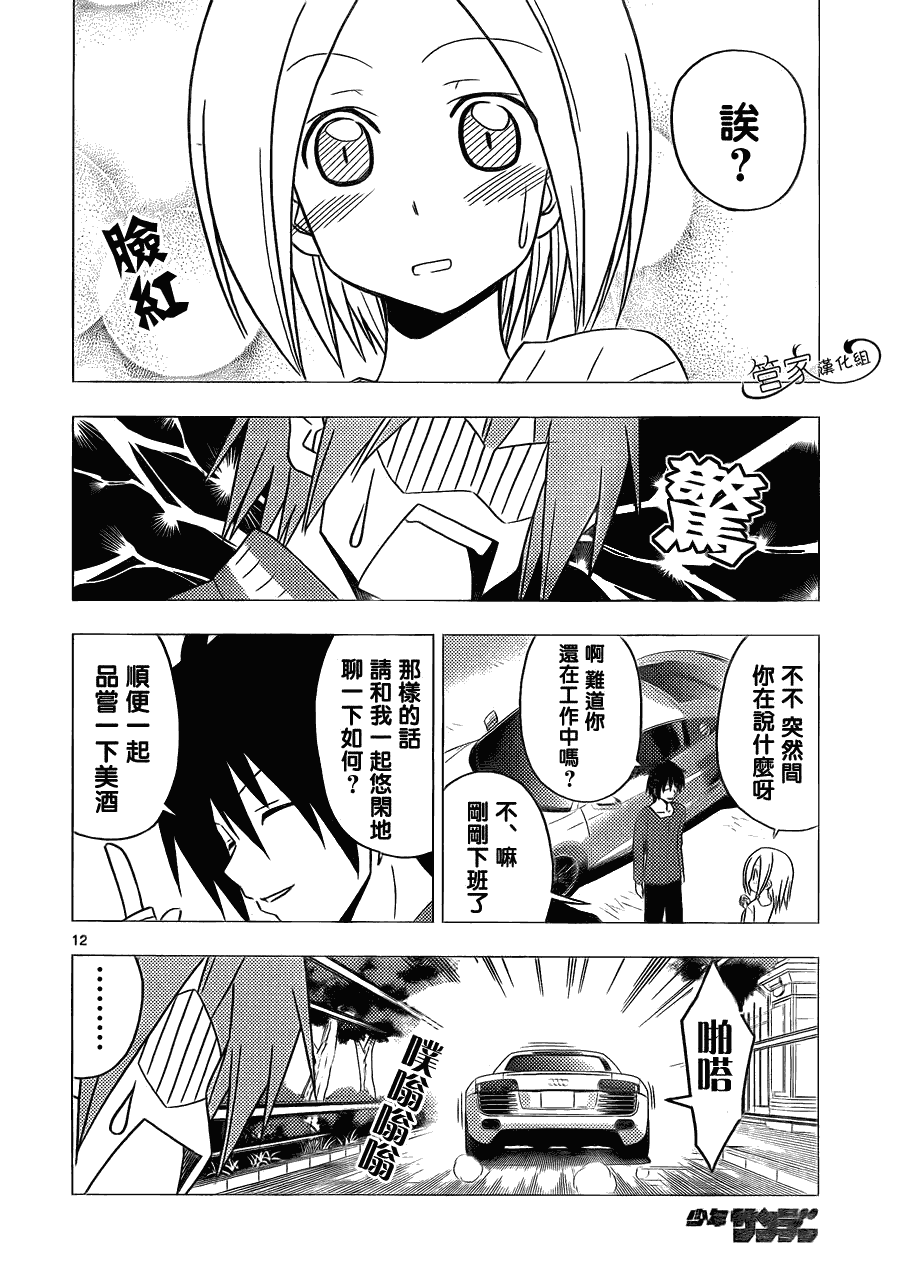 誒？
臉紅
管家漢化組
驚
不不 突然間
你在說什麼呀
啊 難道你
還在工作中嗎？
不、嘛
剛剛下班了
那樣的話
請和我一起悠閑地
聊一下如何？
順便一起
品嘗一下美酒
12
啪嗒
噗嗡嗡嗡
………
少年サンデー